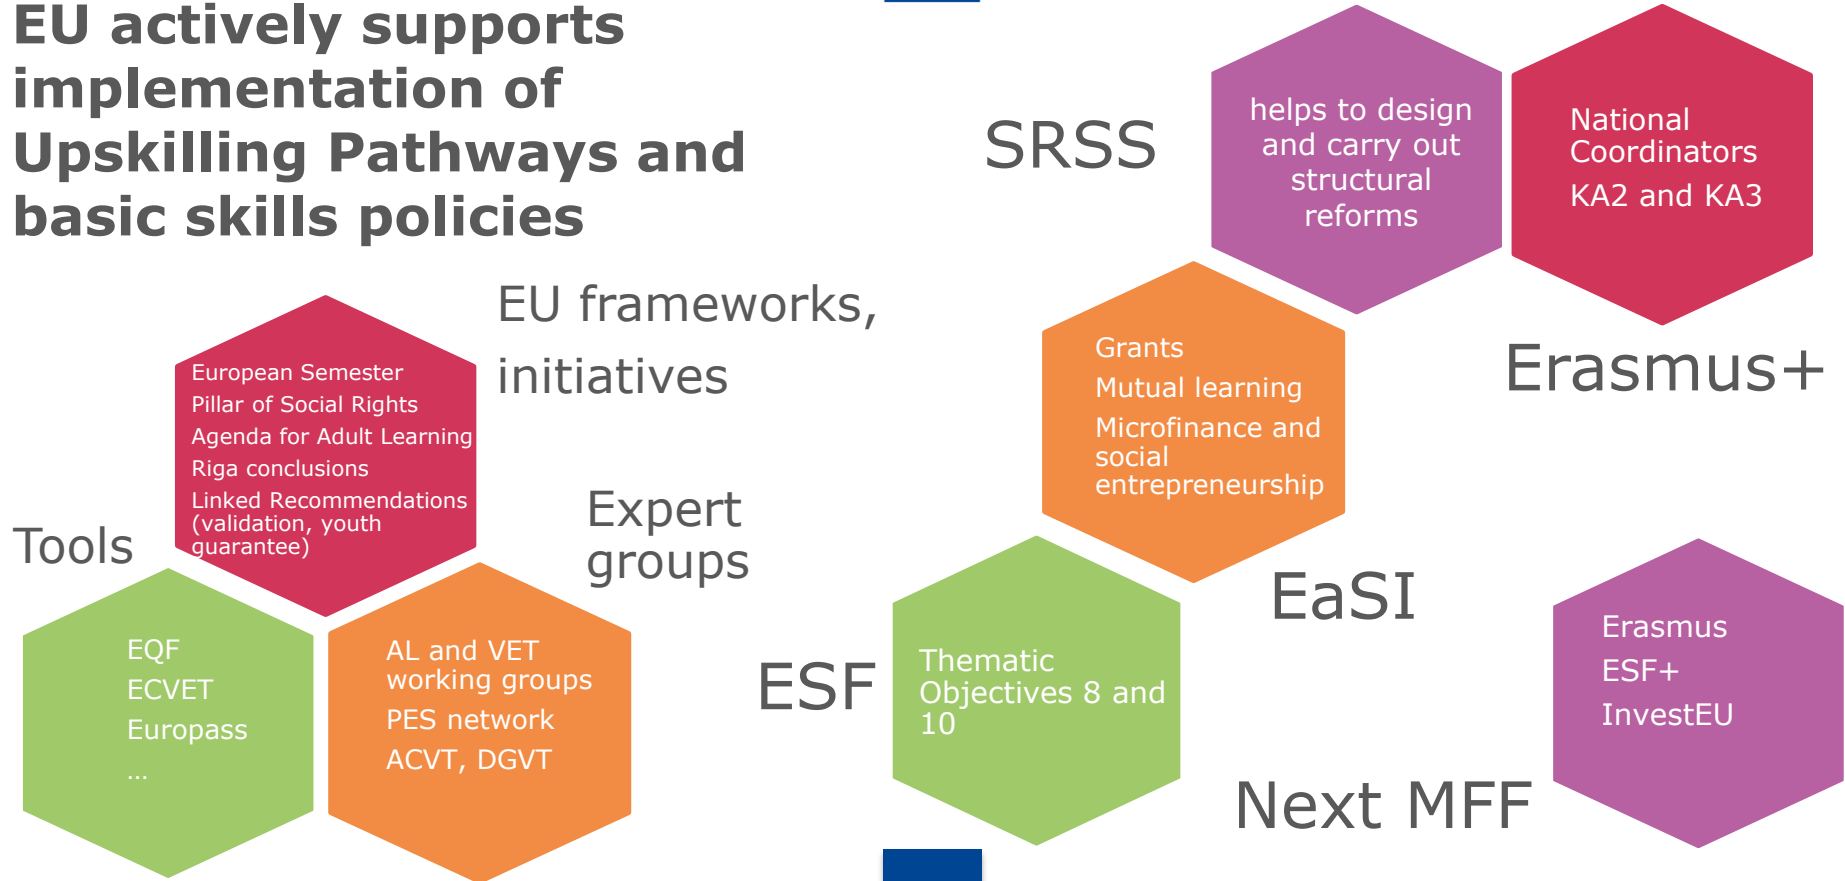 EU actively supports
implementation of
Upskilling Pathways and
basic skills policies
EU frameworks,
initiatives
European Semester
Pillar of Social Rights
Agenda for Adult Learning
Riga conclusions
Linked Recommendations
(validation, youth
guarantee)
Tools
EQF
ECVET
Europass
...
Expert
groups
AL and VET
working groups
PES network
ACVT, DGVT
SRSS
helps to design
and carry out
structural
reforms
National
Coordinators
KA2 and KA3
Erasmus+
Grants
Mutual learning
Microfinance and
social
entrepreneurship
EaSI
ESF
Thematic
Objectives 8 and
10
Next MFF
Erasmus
ESF+
InvestEU